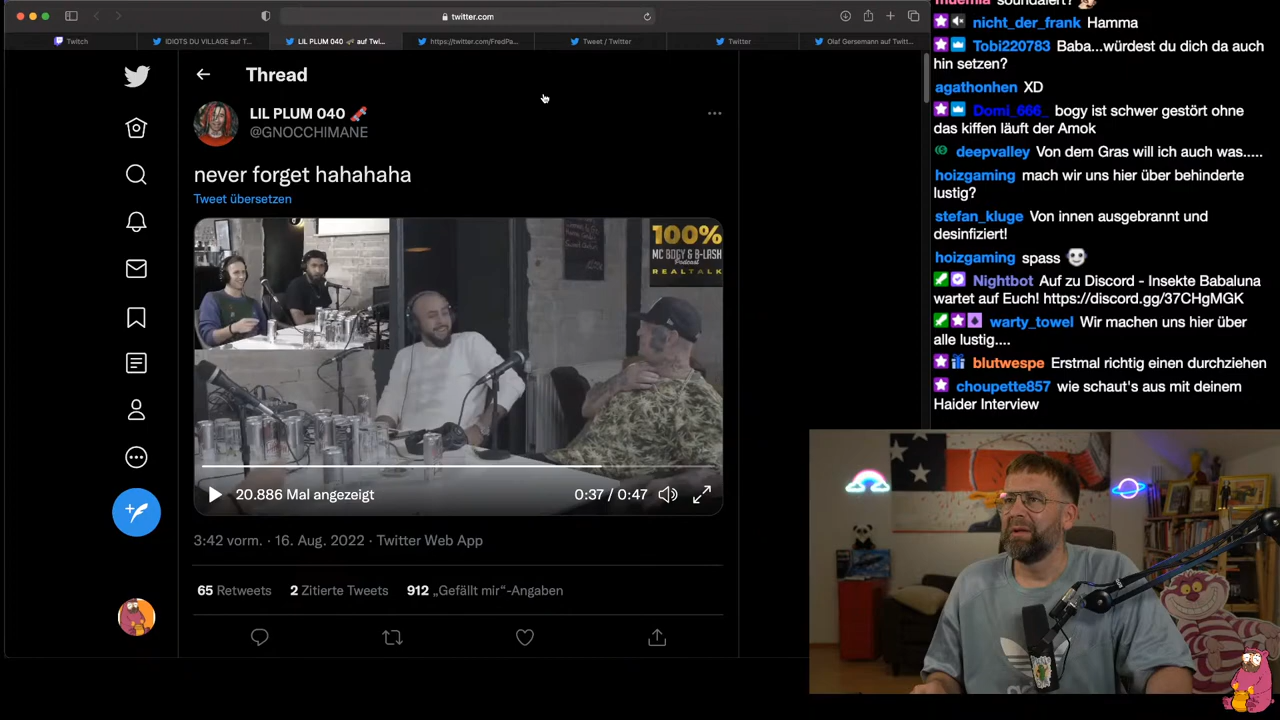 twitter.com
Twitch
IDIOTS DU VILLAGE auf T...
LIL PLUM 040 auf Twi...
https://twitter.com/FredPa...
Tweet / Twitter
Twitter
Olaf Gersemann auf Twitt...
Thread
LIL PLUM 040
@GNOCCHIMANE
never forget hahahaha
Tweet übersetzen
100%
MC BOGY & B-LASH
Podcast
REALTALK
20.886 Mal angezeigt
0:37 / 0:47
3:42 vorm. · 16. Aug. 2022 · Twitter Web App
65 Retweets 2 Zitierte Tweets 912 „Gefällt mir“-Angaben
nicht_der_frank Hamma
Tobi220783 Baba...würdest du dich da auch
hin setzen?
agathonhen XD
Domi_666_ bogy ist schwer gestört ohne
das kiffen läuft der Amok
deepvalley Von dem Gras will ich auch was.....
hoizgaming mach wir uns hier über behinderte
lustig?
stefan_kluge Von innen ausgebrannt und
desinfiziert!
hoizgaming spass
Nightbot Auf zu Discord - Insekte Babaluna
wartet auf Euch! https://discord.gg/37CHgMGK
warty_towel Wir machen uns hier über
alle lustig....
blutwespe Erstmal richtig einen durchziehen
choupette857 wie schaut's aus mit deinem
Haider Interview